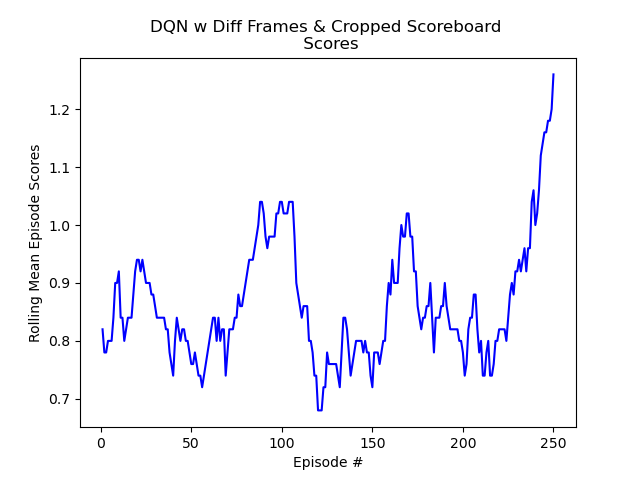 DQN w Diff Frames & Cropped Scoreboard
Scores
1.2
1.1
1.0
0.9
0.8
0.7
Rolling Mean Episode Scores
0 50 100 150 200 250
Episode #